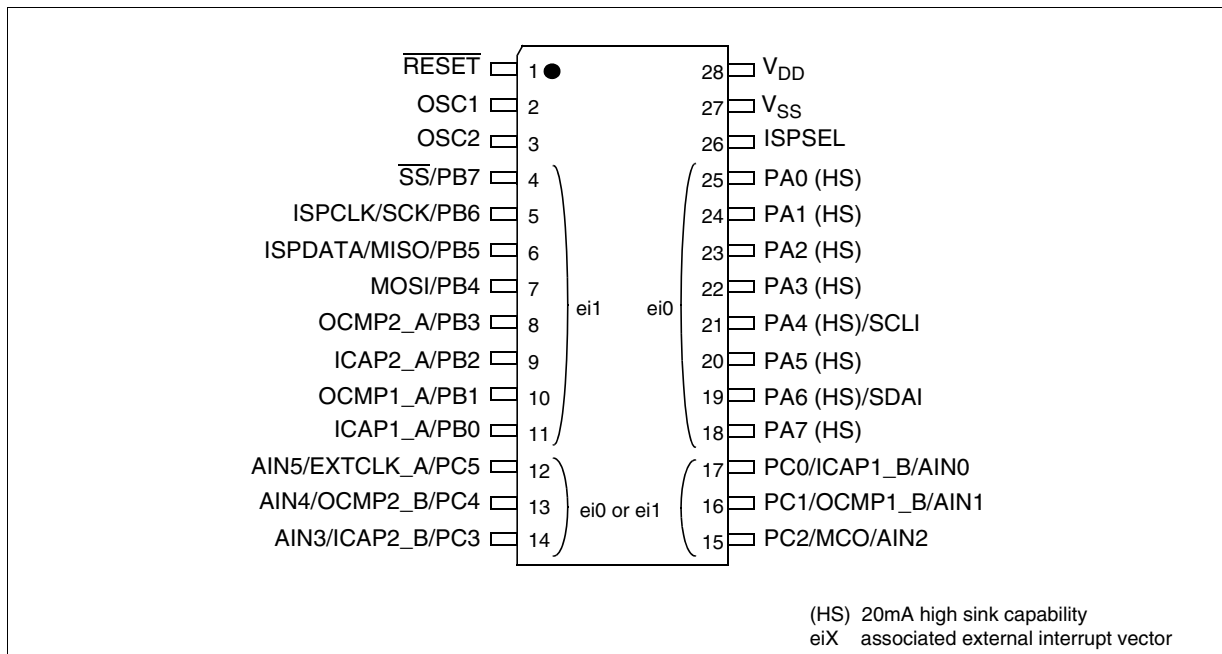 RESET 1 28 VDD
OSC1 2 27 VSS
OSC2 3 26 ISPSEL
SS/PB7 4 25 PA0 (HS)
ISPCLK/SCK/PB6 5 24 PA1 (HS)
ISPDATA/MISO/PB5 6 23 PA2 (HS)
MOSI/PB4 7 22 PA3 (HS)
ei1 ei0
OCMP2_A/PB3 8 21 PA4 (HS)/SCLI
ICAP2_A/PB2 9 20 PA5 (HS)
OCMP1_A/PB1 10 19 PA6 (HS)/SDAI
ICAP1_A/PB0 11 18 PA7 (HS)
AIN5/EXTCLK_A/PC5 12 17 PC0/ICAP1_B/AIN0
AIN4/OCMP2_B/PC4 13 ei0 or ei1 16 PC1/OCMP1_B/AIN1
AIN3/ICAP2_B/PC3 14 15 PC2/MCO/AIN2
(HS) 20mA high sink capability
eiX associated external interrupt vector